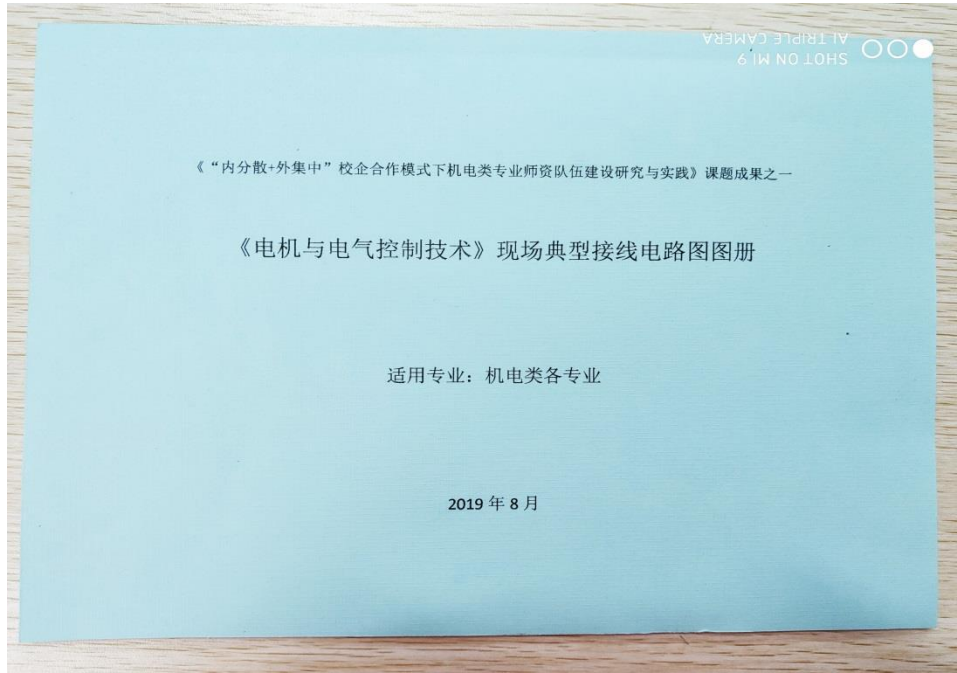 SHOT ON MI 9
AI TRIPLE CAMERA
《“内分散+外集中”校企合作模式下机电类专业师资队伍建设研究与实践》课题成果之一
《电机与电气控制技术》现场典型接线电路图图册
适用专业：机电类各专业
2019 年 8 月